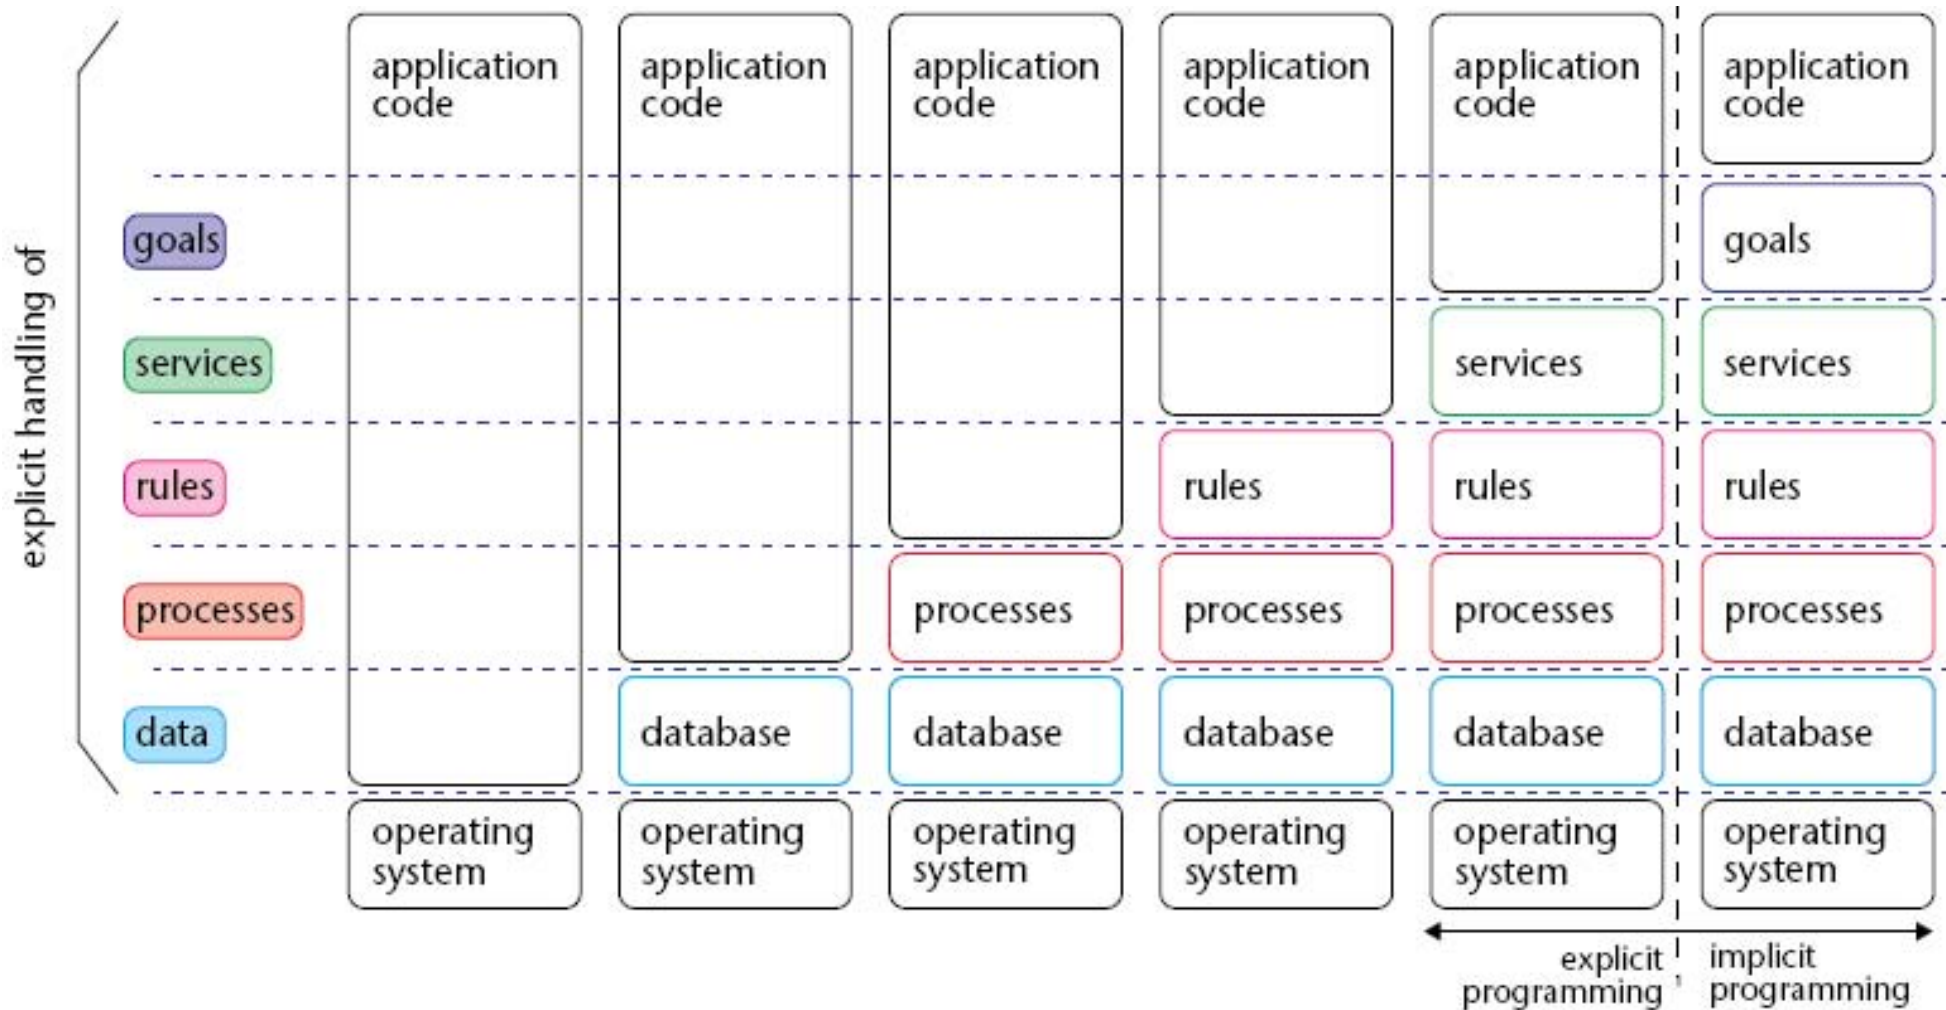 explicit handling of
application
code
application
code
application
code
application
code
application
code
application
code
goals
goals
services
services
services
rules
rules
rules
rules
processes
processes
processes
processes
processes
data
database
database
database
database
database
operating
system
operating
system
operating
system
operating
system
operating
system
operating
system
explicit
programming
implicit
programming